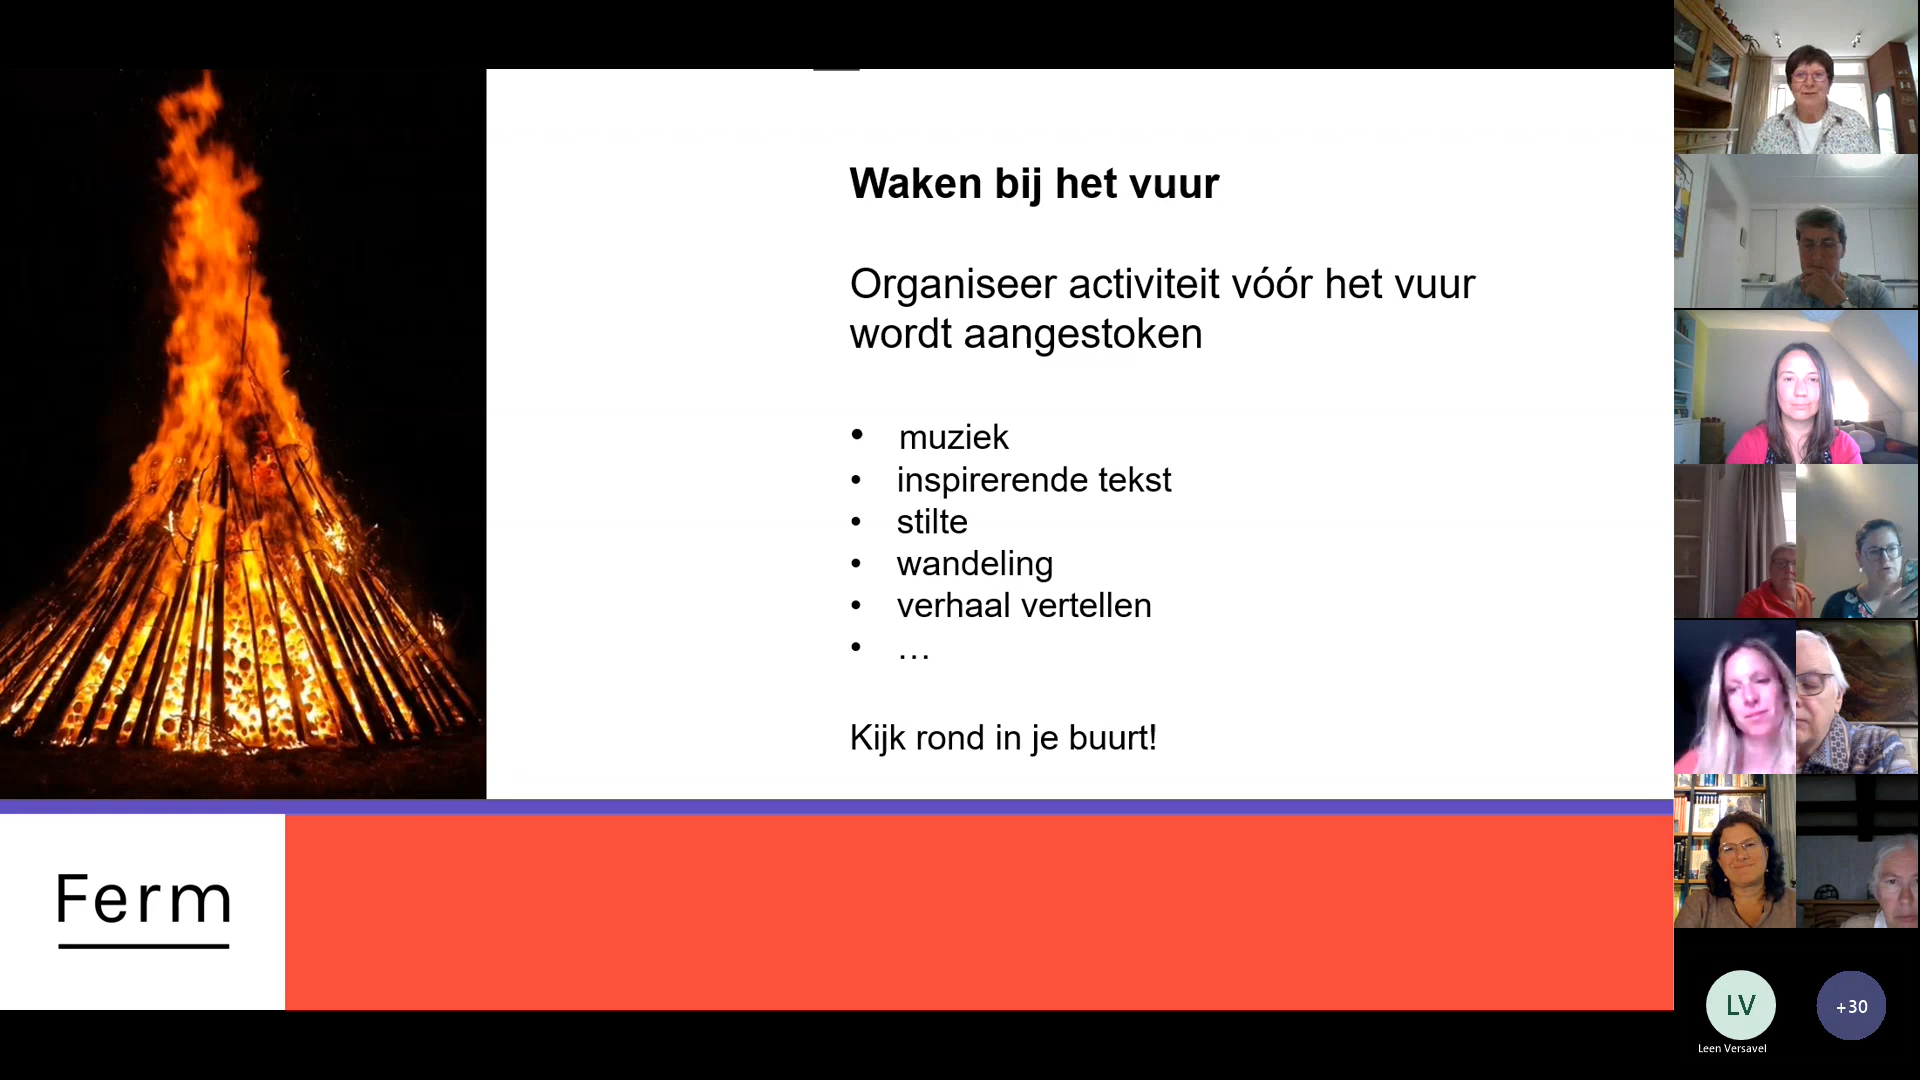 Waken bij het vuur
Organiseer activiteit vóór het vuur
wordt aangestoken
• muziek
• inspirerende tekst
• stilte
• wandeling
• verhaal vertellen
• …
Kijk rond in je buurt!
Ferm
LV
Leen Versavel
+30